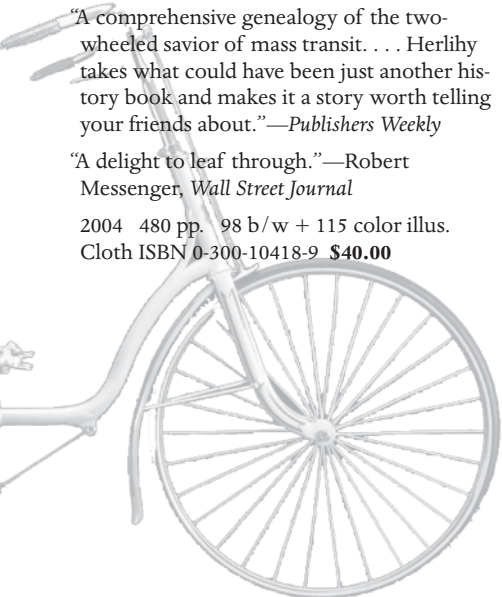 “A comprehensive genealogy of the two-
wheeled savior of mass transit. . . . Herlihy
takes what could have been just another his-
tory book and makes it a story worth telling
your friends about.”—Publishers Weekly
“A delight to leaf through.”—Robert
Messenger, Wall Street Journal
2004 480 pp. 98 b/w + 115 color illus.
Cloth ISBN 0-300-10418-9 $40.00